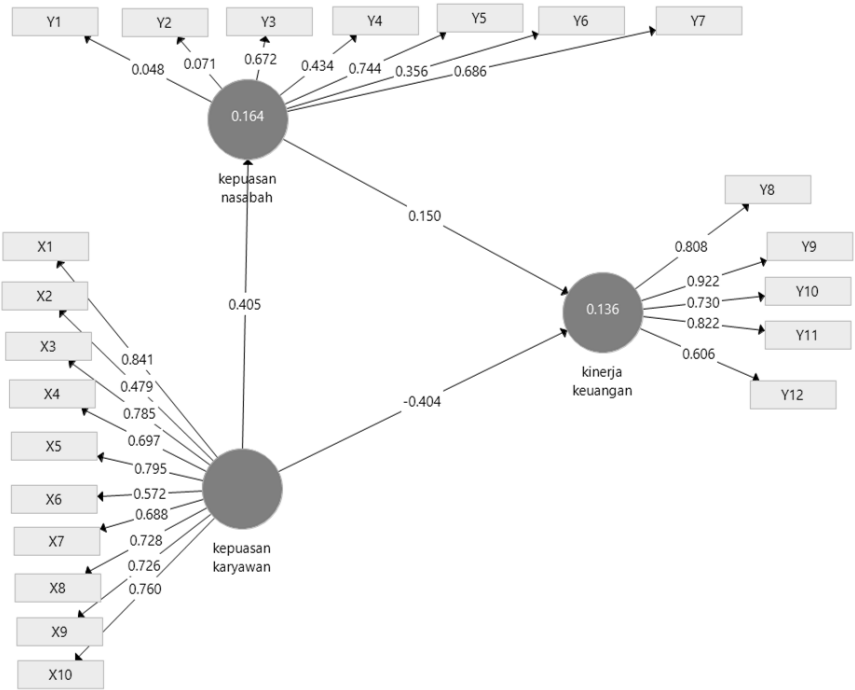 Y1
Y2
Y3
Y4
Y5
Y6
Y7
0.048
0.071
0.672
0.434
0.744
0.356
0.686
0.164
kepuasan
nasabah
0.150
Y8
Y9
Y10
Y11
Y12
0.808
0.922
0.730
0.822
0.606
0.136
kinerja
keuangan
0.405
-0.404
X1
X2
X3
X4
X5
X6
X7
X8
X9
X10
0.841
0.479
0.785
0.697
0.795
0.572
0.688
0.728
0.726
0.760
kepuasan
karyawan